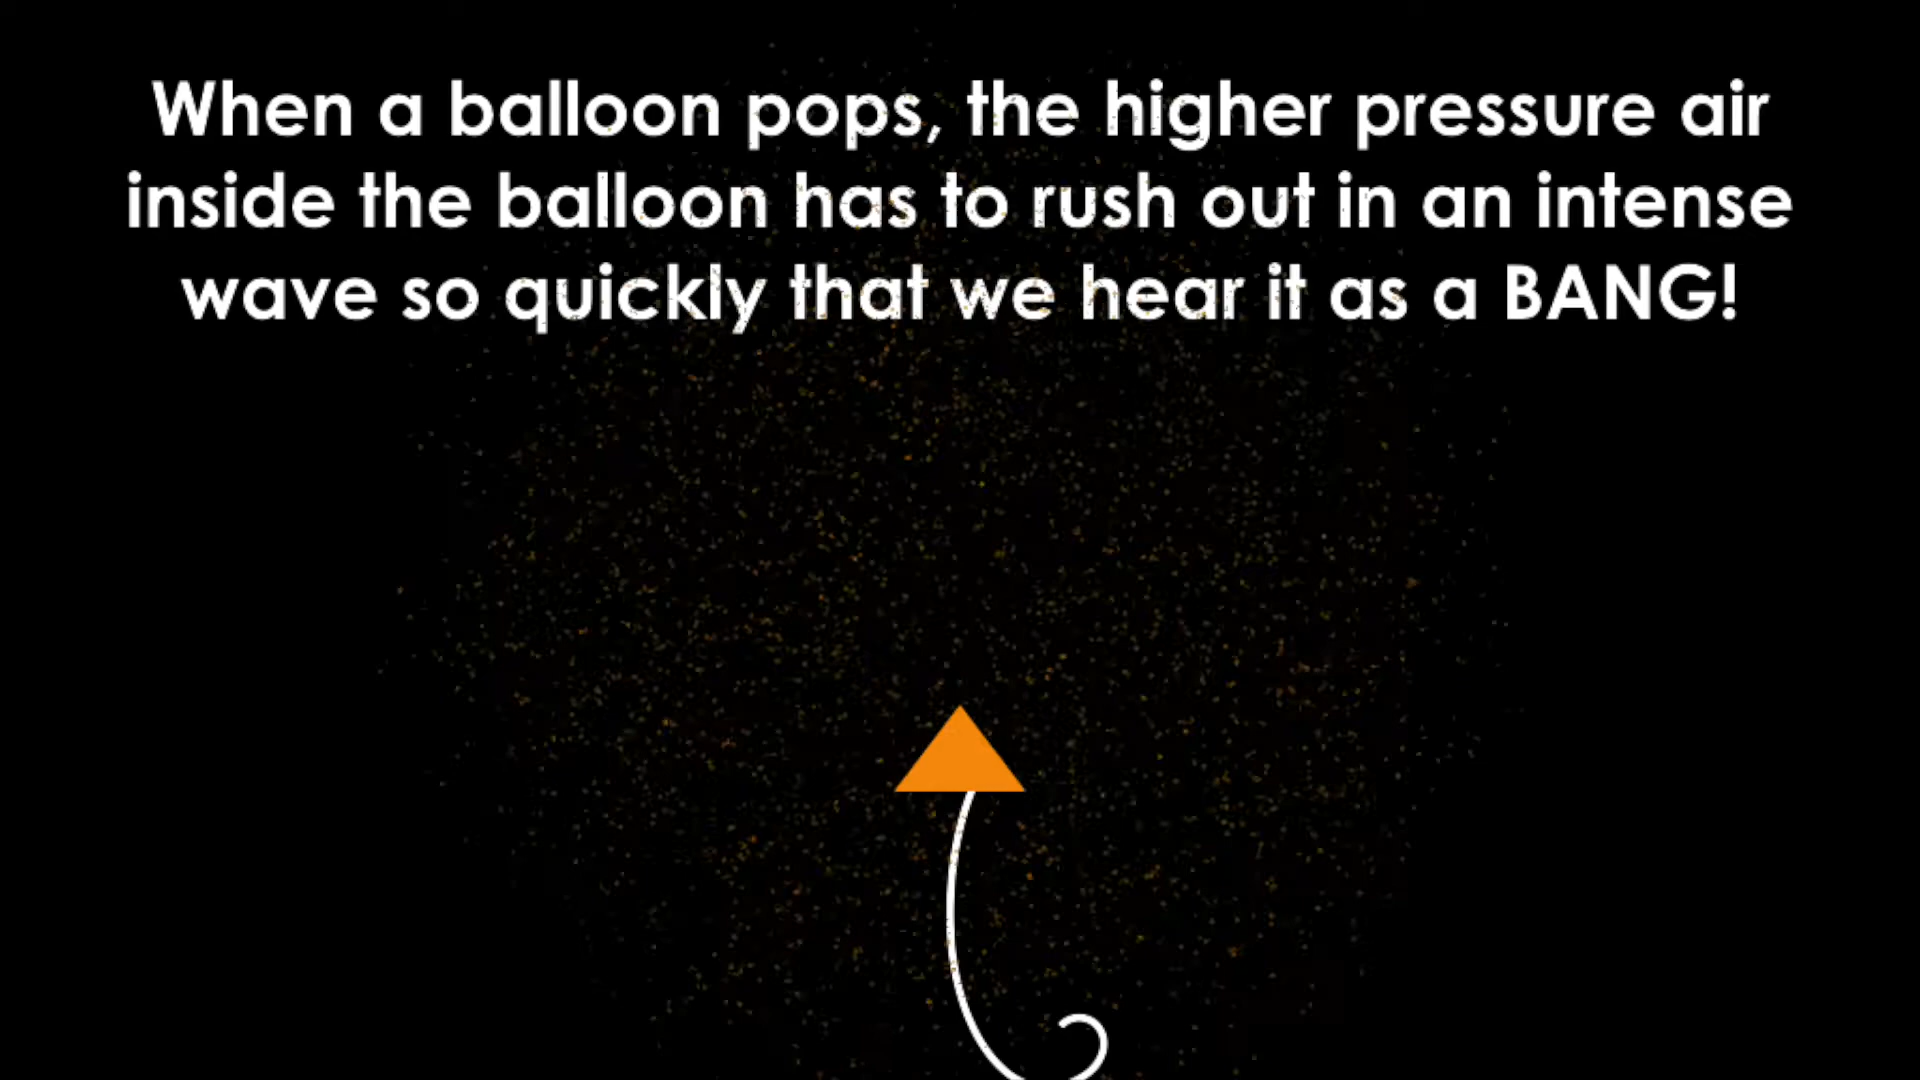 When a balloon pops, the higher pressure air
inside the balloon has to rush out in an intense
wave so quickly that we hear it as a BANG!